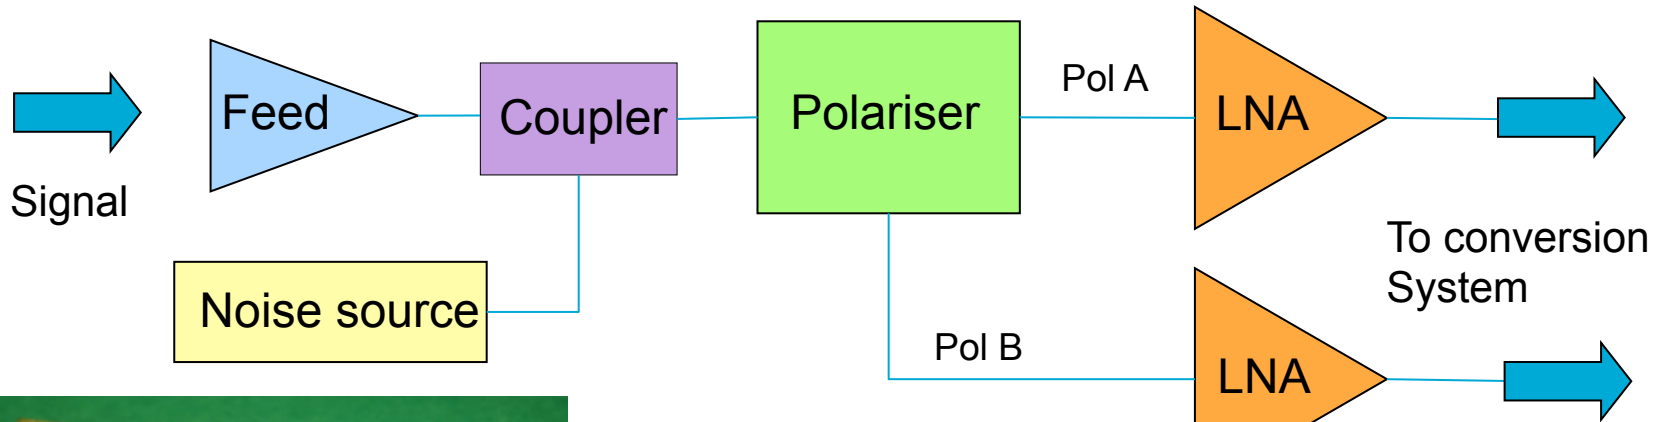 Signal
Feed
Coupler
Noise source
Polariser
Pol A
LNA
Pol B
LNA
To conversion
System